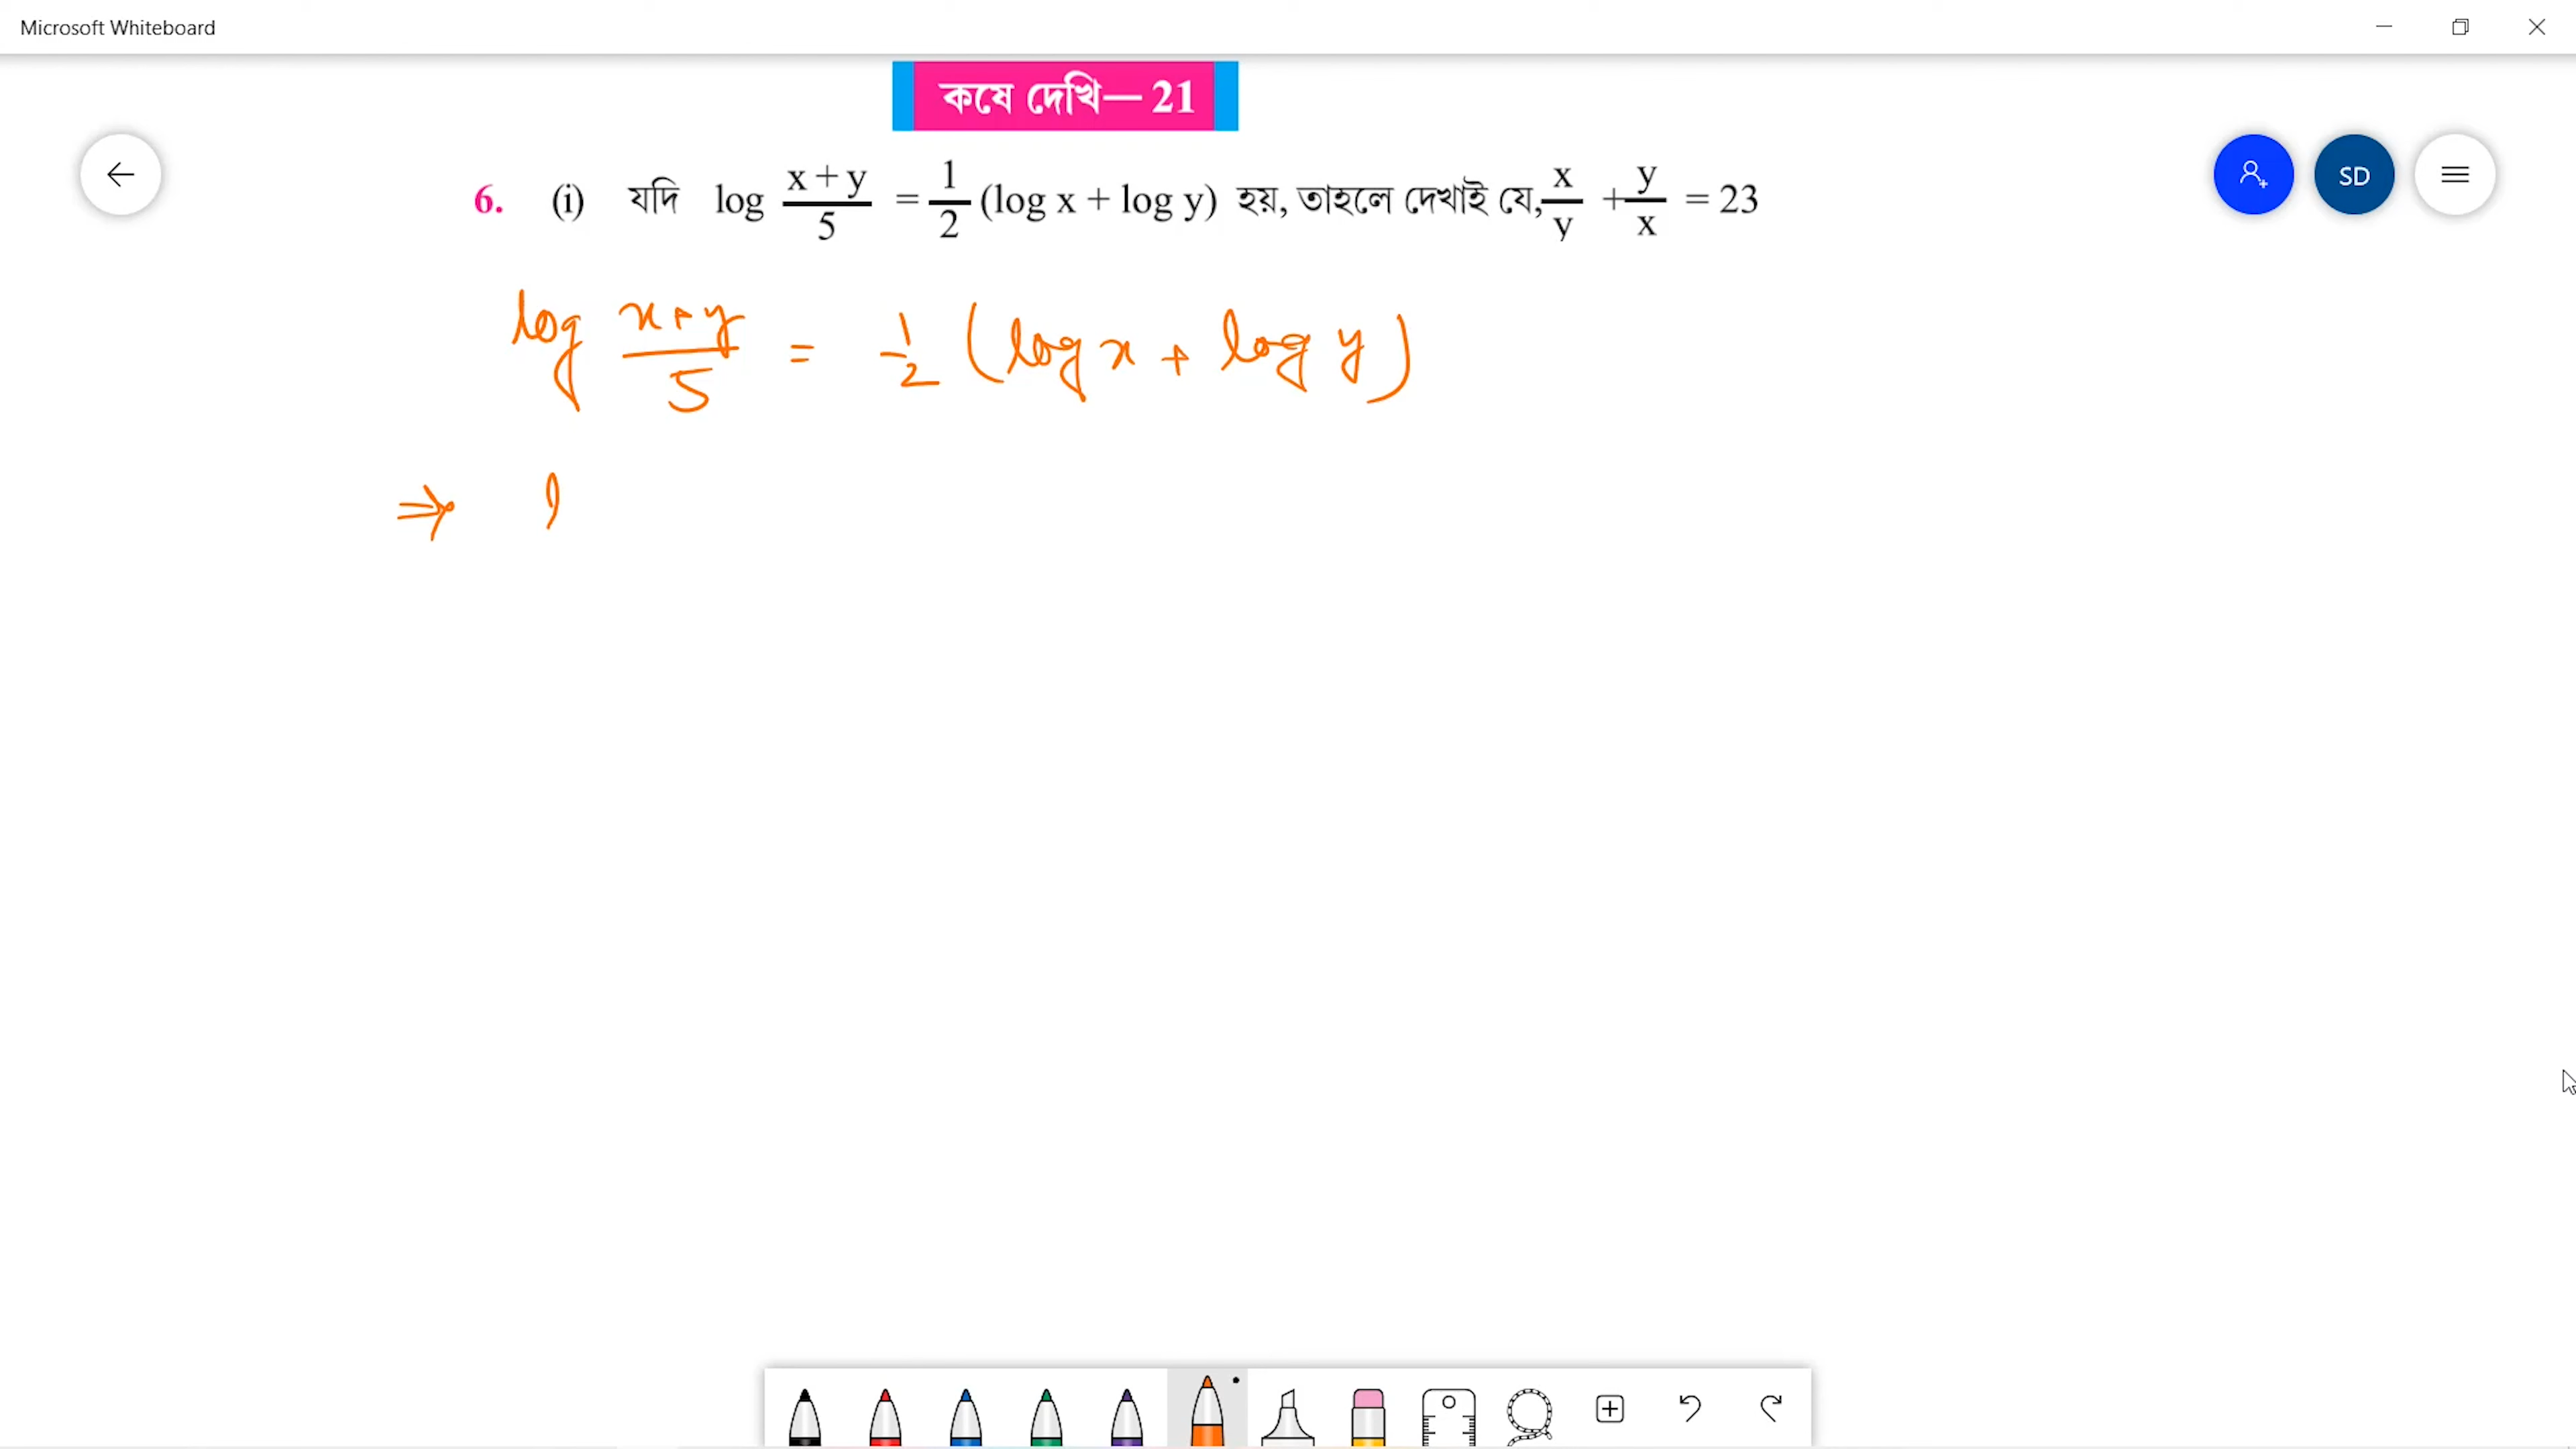 Microsoft Whiteboard
কষে দেখি— 21
SD
6. (i) যদি log (x + y)/5 = 1/2 (log x + log y) হয়, তাহলে দেখাই যে, x/y + y/x = 23
log (x+y)/5 = 1/2 (log x + log y)
⇒ l